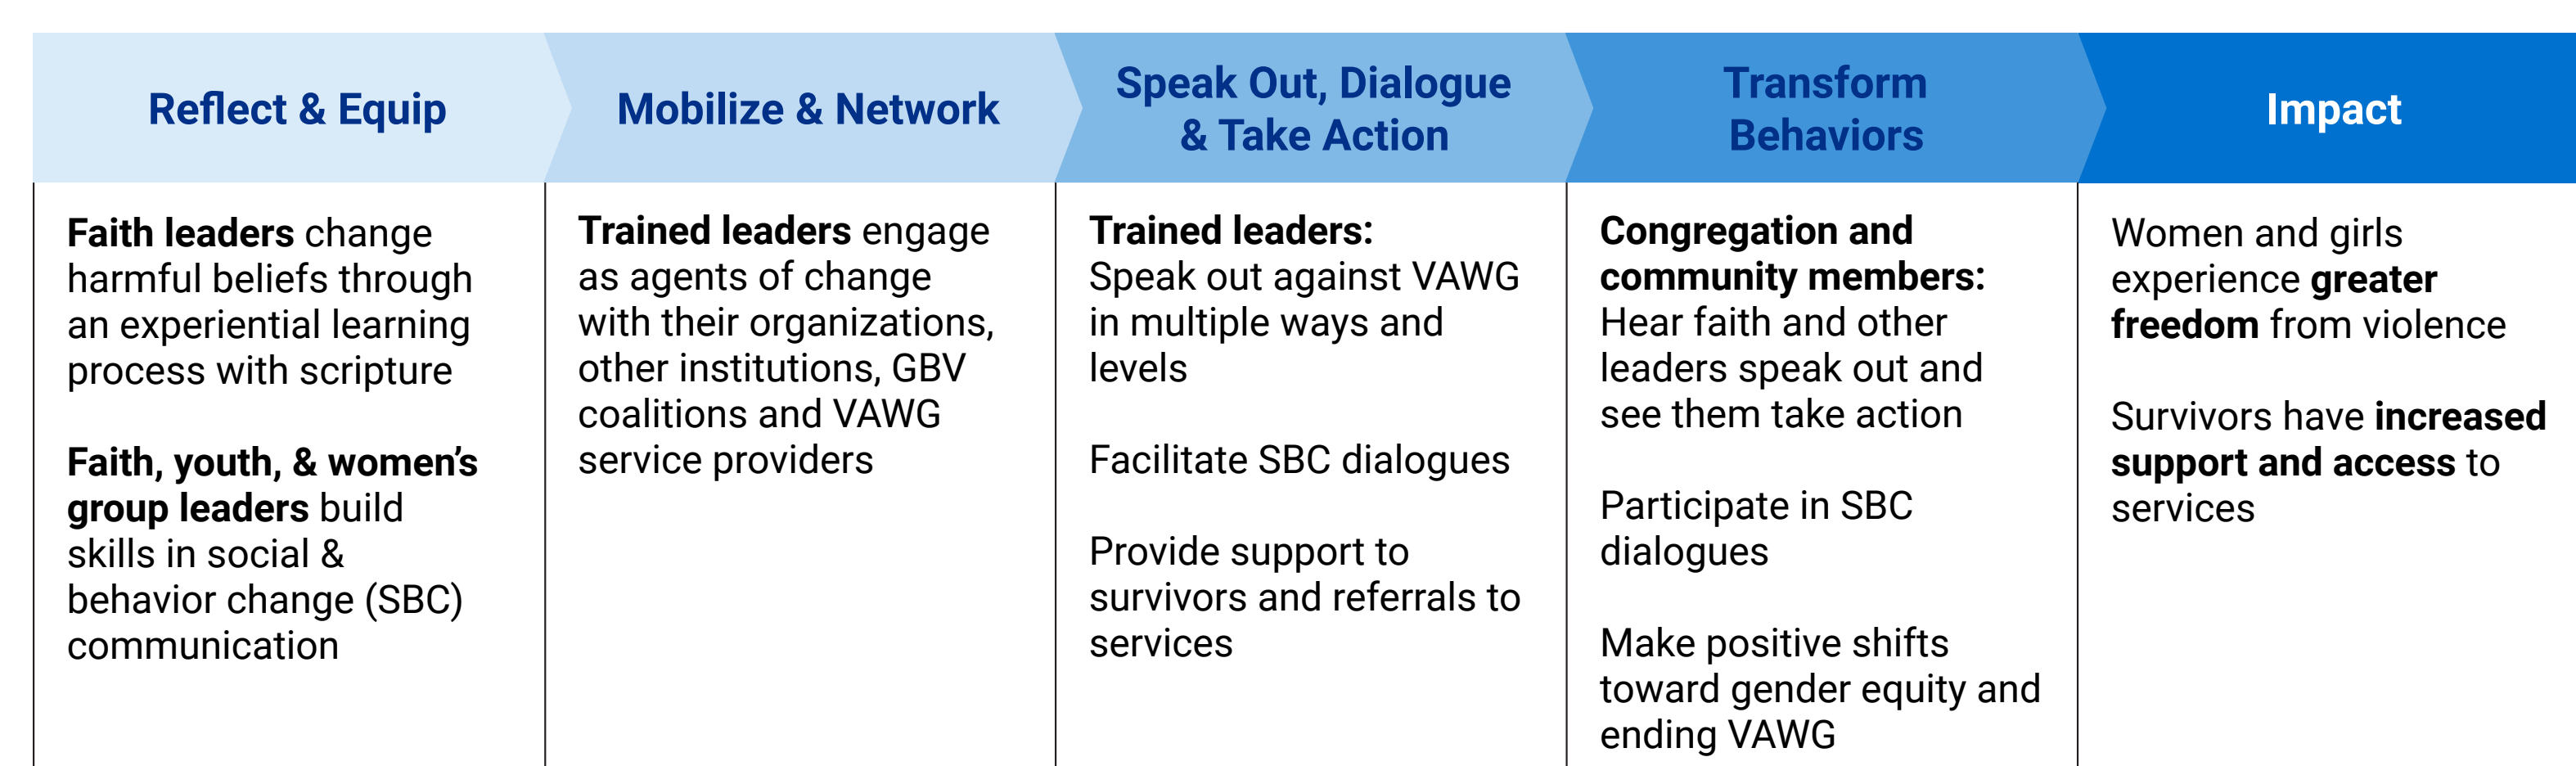 Reflect & Equip
Faith leaders change
harmful beliefs through
an experiential learning
process with scripture
Faith, youth, & women's
group leaders build
skills in social &
behavior change (SBC)
communication
Mobilize & Network
Trained leaders engage
as agents of change
with their organizations,
other institutions, GBV
coalitions and VAWG
service providers
Speak Out, Dialogue
& Take Action
Trained leaders:
Speak out against VAWG
in multiple ways and
levels
Facilitate SBC dialogues
Provide support to
survivors and referrals to
services
Transform
Behaviors
Congregation and
community members:
Hear faith and other
leaders speak out and
see them take action
Participate in SBC
dialogues
Make positive shifts
toward gender equity and
ending VAWG
Impact
Women and girls
experience greater
freedom from violence
Survivors have increased
support and access to
services